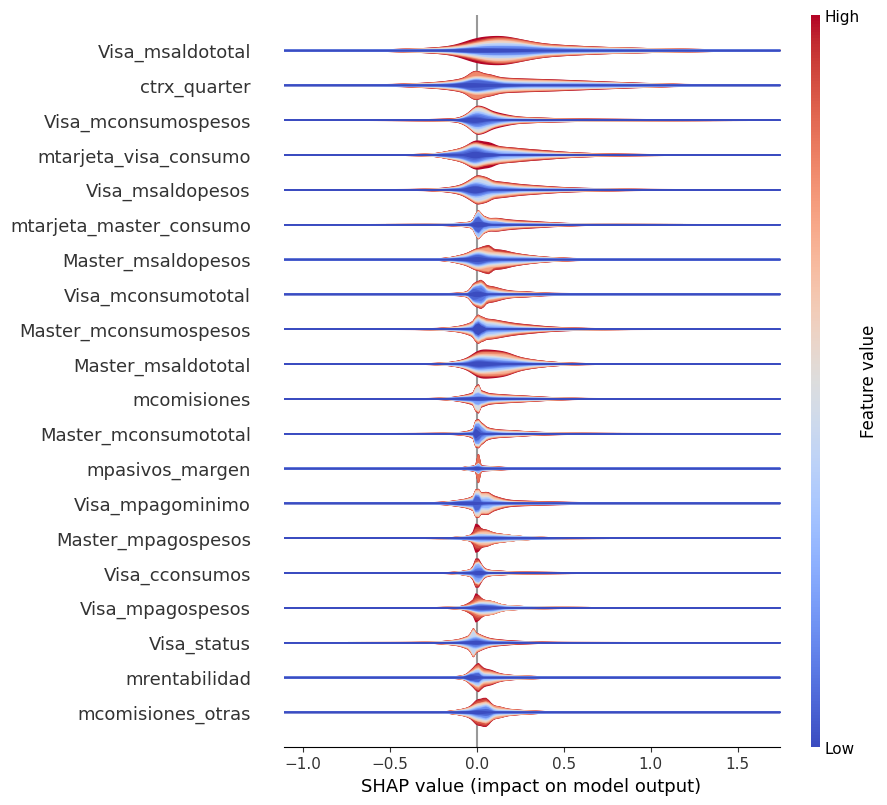 High
Visa_msaldototal
ctrx_quarter
Visa_mconsumospesos
mtarjeta_visa_consumo
Visa_msaldopesos
mtarjeta_master_consumo
Master_msaldopesos
Visa_mconsumototal
Master_mconsumospesos
Master_msaldototal
mcomisiones
Master_mconsumototal
mpasivos_margen
Visa_mpagominimo
Master_mpagospesos
Visa_cconsumos
Visa_mpagospesos
Visa_status
mrentabilidad
mcomisiones_otras
Feature value
Low
−1.0 −0.5 0.0 0.5 1.0 1.5
SHAP value (impact on model output)